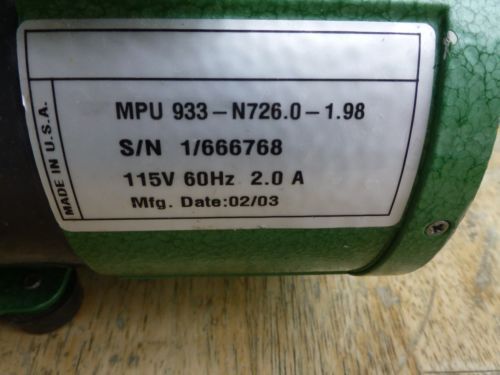 MADE IN U.S.A.
MPU 933-N726.0-1.98
S/N 1/666768
115V 60Hz 2.0 A
Mfg. Date:02/03